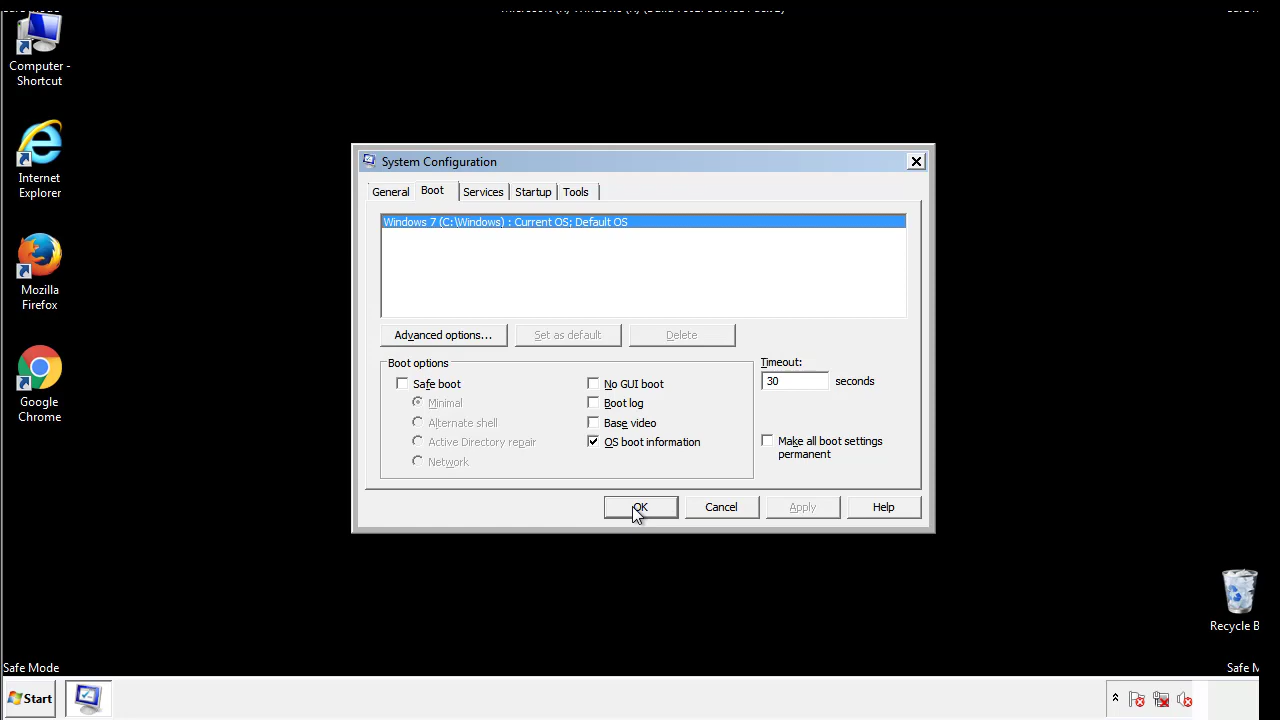 Computer -
Shortcut
Internet
Explorer
Mozilla
Firefox
Google
Chrome
System Configuration
General
Boot
Services
Startup
Tools
Windows 7 (C:\Windows) : Current OS; Default OS
Advanced options...
Set as default
Delete
Boot options
Timeout:
Safe boot
No GUI boot
30
seconds
Minimal
Boot log
Alternate shell
Base video
Active Directory repair
OS boot information
Make all boot settings
permanent
Network
OK
Cancel
Apply
Help
Recycle B
Safe Mode
Safe M
Start